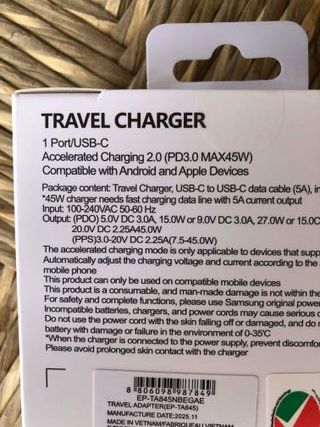 TRAVEL CHARGER
1 Port/USB-C
Accelerated Charging 2.0 (PD3.0 MAX45W)
Compatible with Android and Apple Devices
Package content: Travel Charger, USB-C to USB-C data cable (5A), in
*45W charger needs fast charging data line with 5A current output
Input: 100-240VAC 50-60 Hz
Output: (PDO) 5.0V DC 3.0A, 15.0W or 9.0V DC 3.0A, 27.0W or 15.0
20.0V DC 2.25A45.0W
(PPS)3.0-20V DC 2.25A(7.5-45.0W)
The accelerated charging mode is only applicable to devices that supp
Automatically adjust the charging voltage and current according to the a
mobile phone
This product can only be used on compatible mobile devices
This product is a consumable, and man-made damage is not within the
For safety and complete functions, please use Samsung original power
Incompatible batteries, chargers, and power cords may cause serious
Do not use the power cord with the skin falling off or damaged, and do n
battery with damage or failure in the environment of 0-35°C
*When the charger is connected to the power supply, prevent discomfor
Please avoid skin contact with the charger
8 806098 987849
EP-TA845NBEGAE
TRAVEL ADAPTER(EP-TA845)
MANUFACTURE DATE:2025.11
MADE IN VIETNAM/FABRIQUEAU VIETNAM